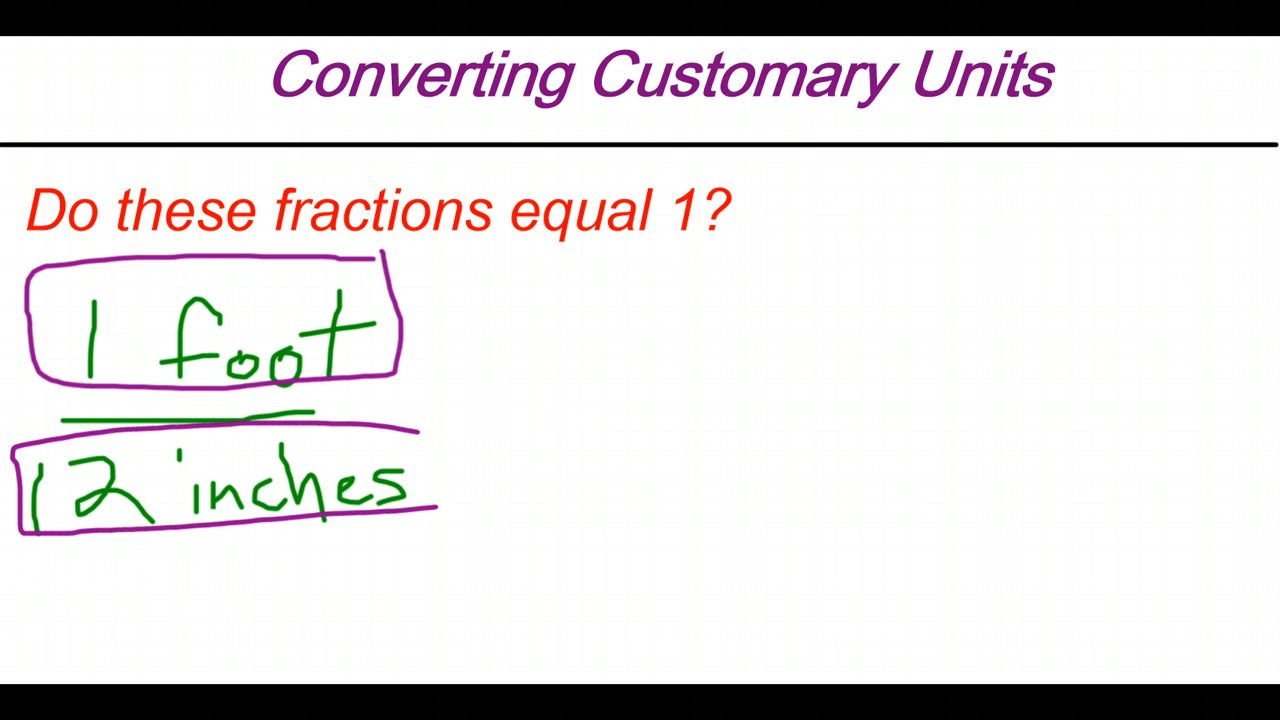 Converting Customary Units
Do these fractions equal 1?
1 foot
12 inches